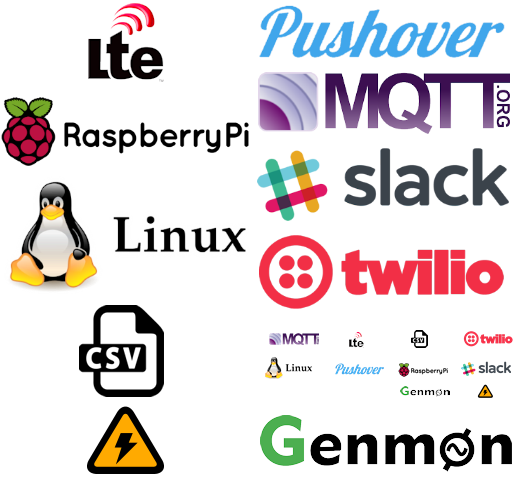 LTE
Pushover
MQTT.ORG
RaspberryPi
slack
Linux
twilio
CSV
MQTT
LTE
CSV
twilio
Linux
Pushover
RaspberryPi
slack
Genmon
Genmon